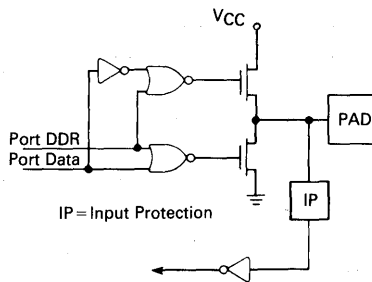 VCC
PAD
Port DDR
Port Data
IP
IP=Input Protection